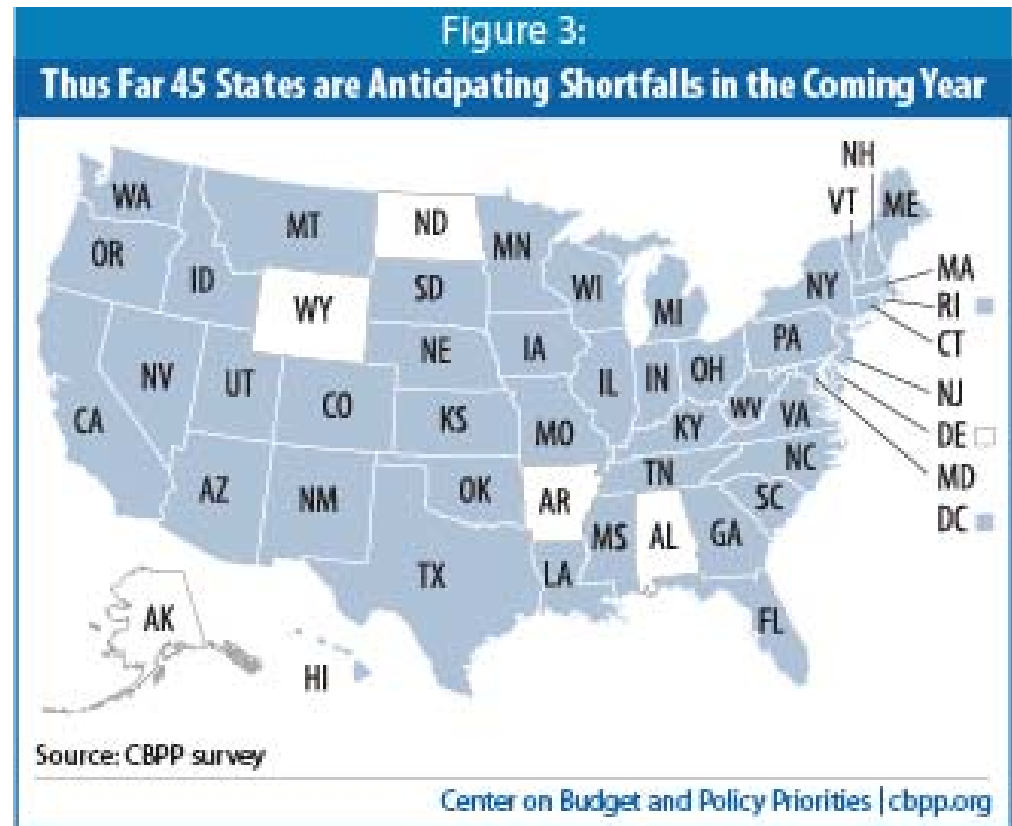 Figure 3:
Thus Far 45 States are Anticipating Shortfalls in the Coming Year
NH
WA
VT
ME
MT
ND
OR
MN
ID
SD
WI
NY
MA
WY
MI
RI
NE
IA
PA
CT
NV
UT
IL
IN
OH
NJ
CO
CA
KS
WV
VA
MO
KY
DE
NC
AZ
TN
MD
NM
OK
AR
SC
DC
MS
AL
GA
TX
LA
AK
FL
HI
Source: CBPP survey
Center on Budget and Policy Priorities | cbpp.org